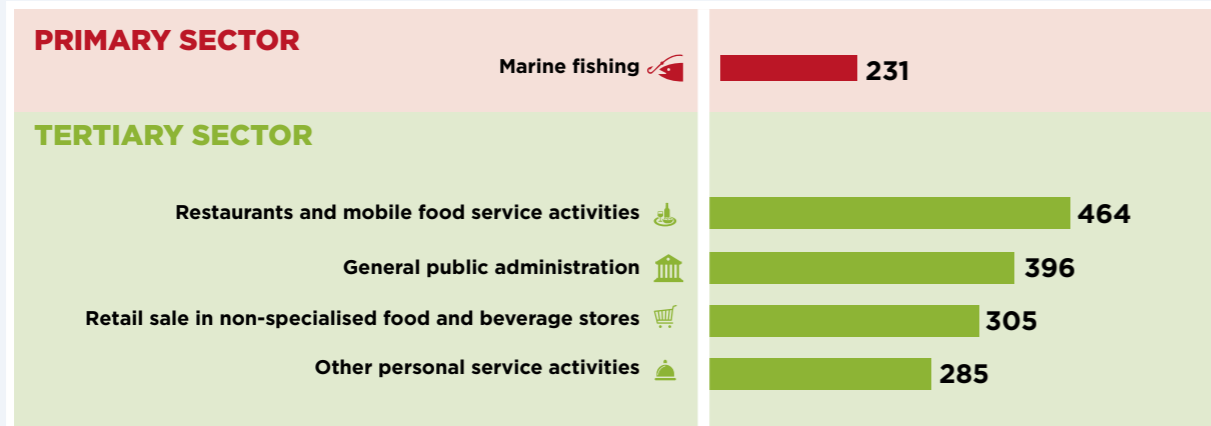 PRIMARY SECTOR
Marine fishing 231
TERTIARY SECTOR
Restaurants and mobile food service activities 464
General public administration 396
Retail sale in non-specialised food and beverage stores 305
Other personal service activities 285